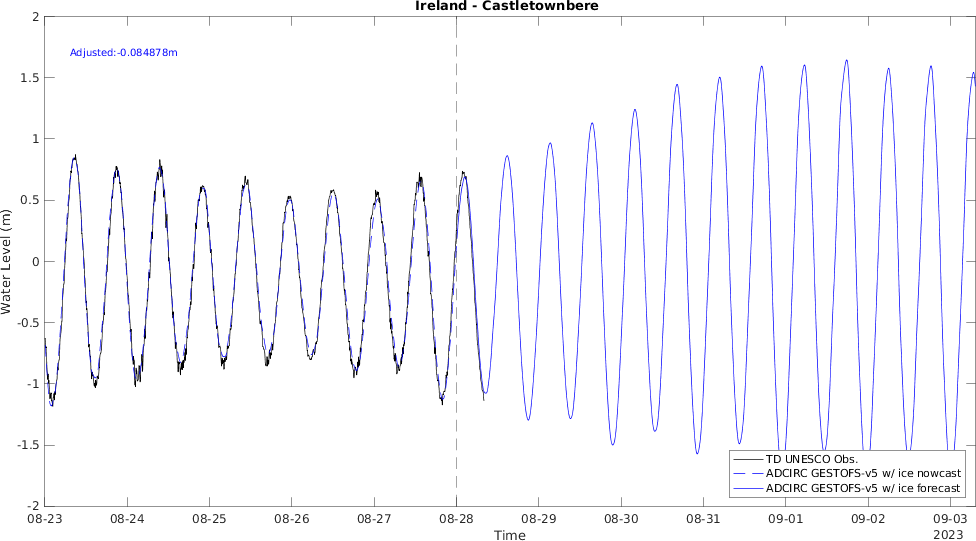 Ireland - Castletownbere
Adjusted:-0.084878m
Water Level (m)
2
1.5
1
0.5
0
-0.5
-1
-1.5
-2
TD UNESCO Obs.
ADCIRC GESTOFS-v5 w/ ice nowcast
ADCIRC GESTOFS-v5 w/ ice forecast
08-23 08-24 08-25 08-26 08-27 08-28 08-29 08-30 08-31 09-01 09-02 09-03
Time
2023